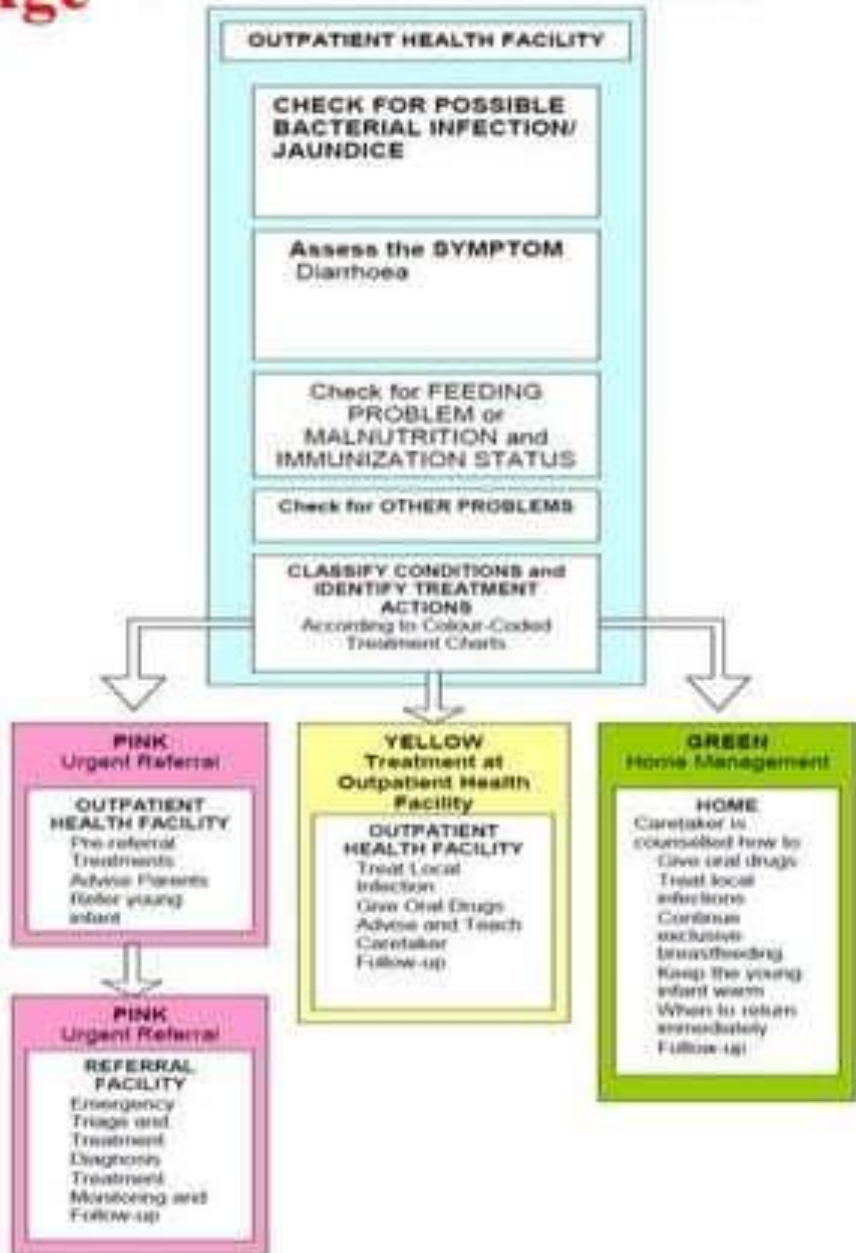 OUTPATIENT HEALTH FACILITY
CHECK FOR POSSIBLE
BACTERIAL INFECTION/
JAUNDICE
Assess the SYMPTOM
Diarrhoea
Check for FEEDING
PROBLEM or
MALNUTRITION and
IMMUNIZATION STATUS
Check for OTHER PROBLEMS
CLASSIFY CONDITIONS and
IDENTIFY TREATMENT
ACTIONS
According to Colour-Coded
Treatment Charts
PINK
Urgent Referral
OUTPATIENT
HEALTH FACILITY
Pre-referral
Treatments
Advise Parents
Refer young
infant
PINK
Urgent Referral
REFERRAL
FACILITY
Emergency
Triage and
Treatment
Diagnosis
Treatment
Monitoring and
Follow-up
YELLOW
Treatment at
Outpatient Health
Facility
OUTPATIENT
HEALTH FACILITY
Treat Local
Infection
Give Oral Drugs
Advise and Teach
Caretaker
Follow-up
GREEN
Home Management
HOME
Caretaker is
counselled how to
Give oral drugs
Treat local
infections
Continue
exclusive
breastfeeding
Keep the young
infant warm
When to return
immediately
Follow-up